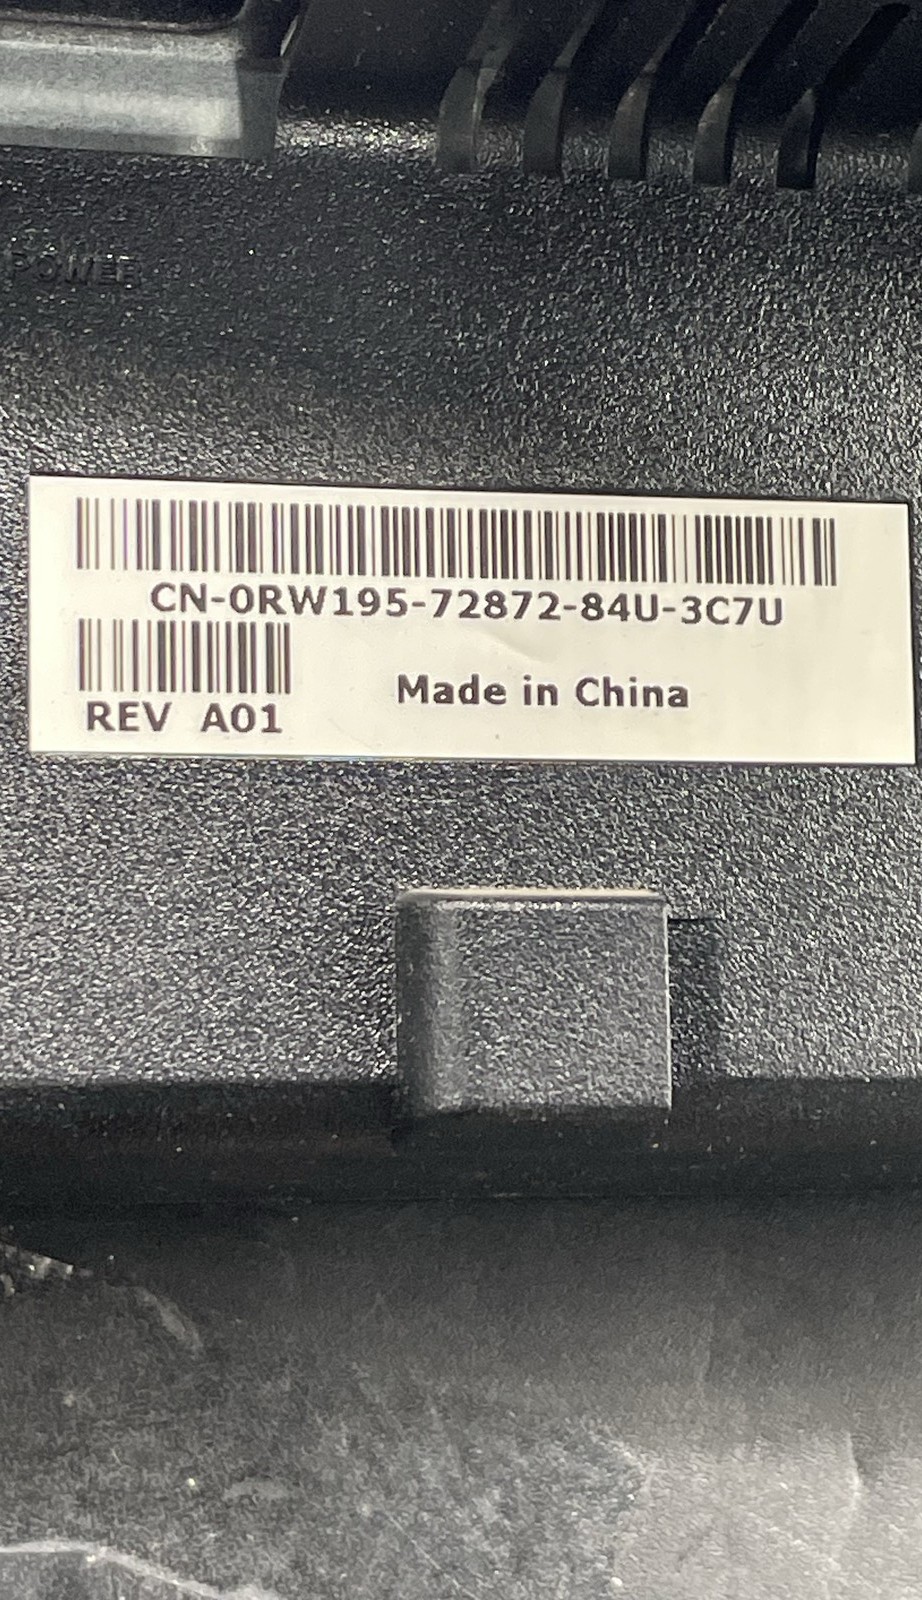 POWER
CN-0RW195-72872-84U-3C7U
REV A01
Made in China